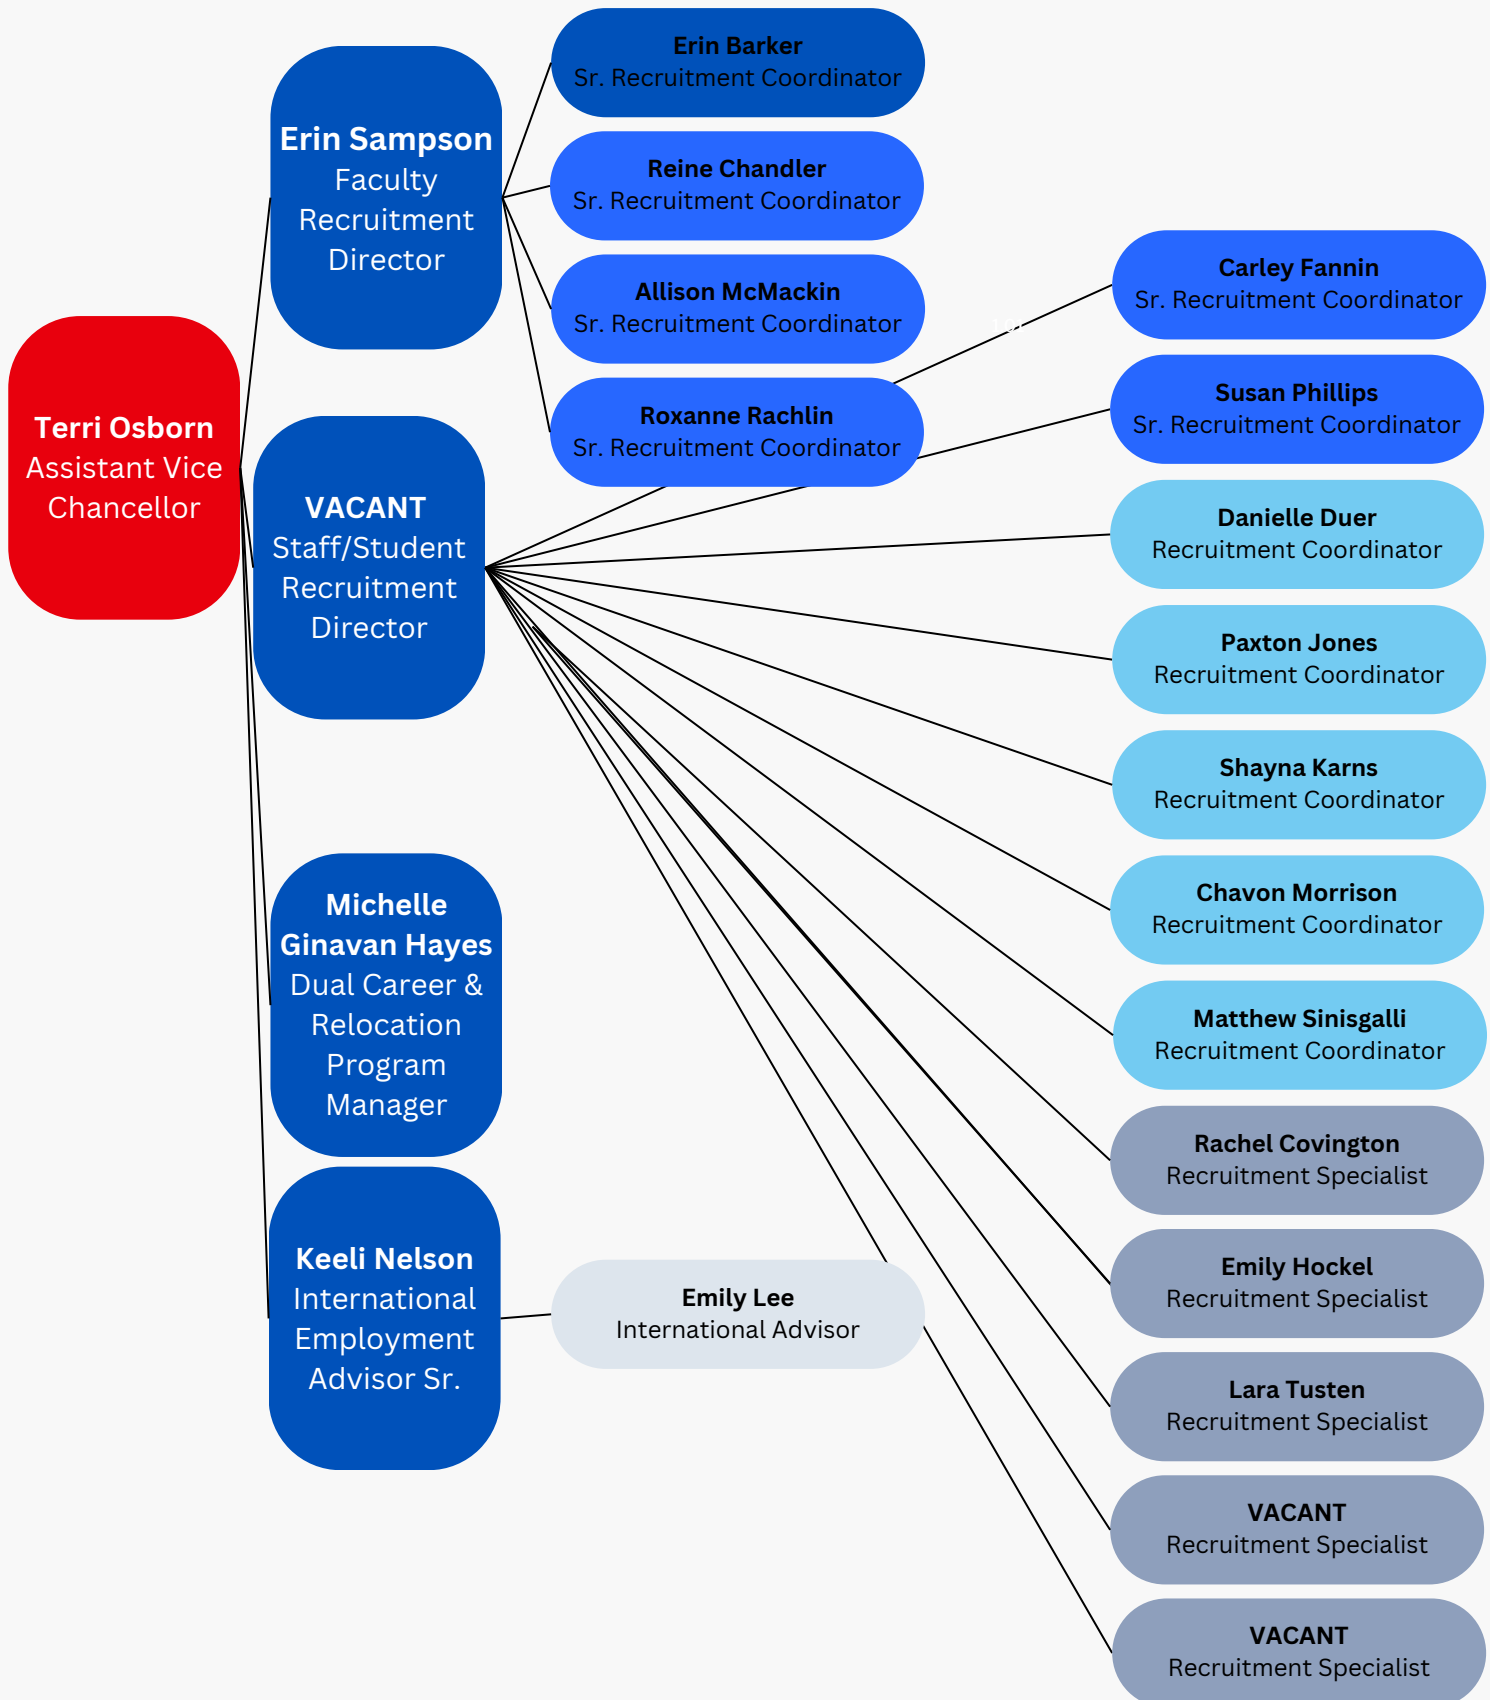 Terri Osborn
Assistant Vice
Chancellor
Erin Sampson
Faculty
Recruitment
Director
VACANT
Staff/Student
Recruitment
Director
Michelle
Ginavan Hayes
Dual Career &
Relocation
Program
Manager
Keeli Nelson
International
Employment
Advisor Sr.
Erin Barker
Sr. Recruitment Coordinator
Reine Chandler
Sr. Recruitment Coordinator
Allison McMackin
Sr. Recruitment Coordinator
Roxanne Rachlin
Sr. Recruitment Coordinator
Emily Lee
International Advisor
Carley Fannin
Sr. Recruitment Coordinator
Susan Phillips
Sr. Recruitment Coordinator
Danielle Duer
Recruitment Coordinator
Paxton Jones
Recruitment Coordinator
Shayna Karns
Recruitment Coordinator
Chavon Morrison
Recruitment Coordinator
Matthew Sinisgalli
Recruitment Coordinator
Rachel Covington
Recruitment Specialist
Emily Hockel
Recruitment Specialist
Lara Tusten
Recruitment Specialist
VACANT
Recruitment Specialist
VACANT
Recruitment Specialist